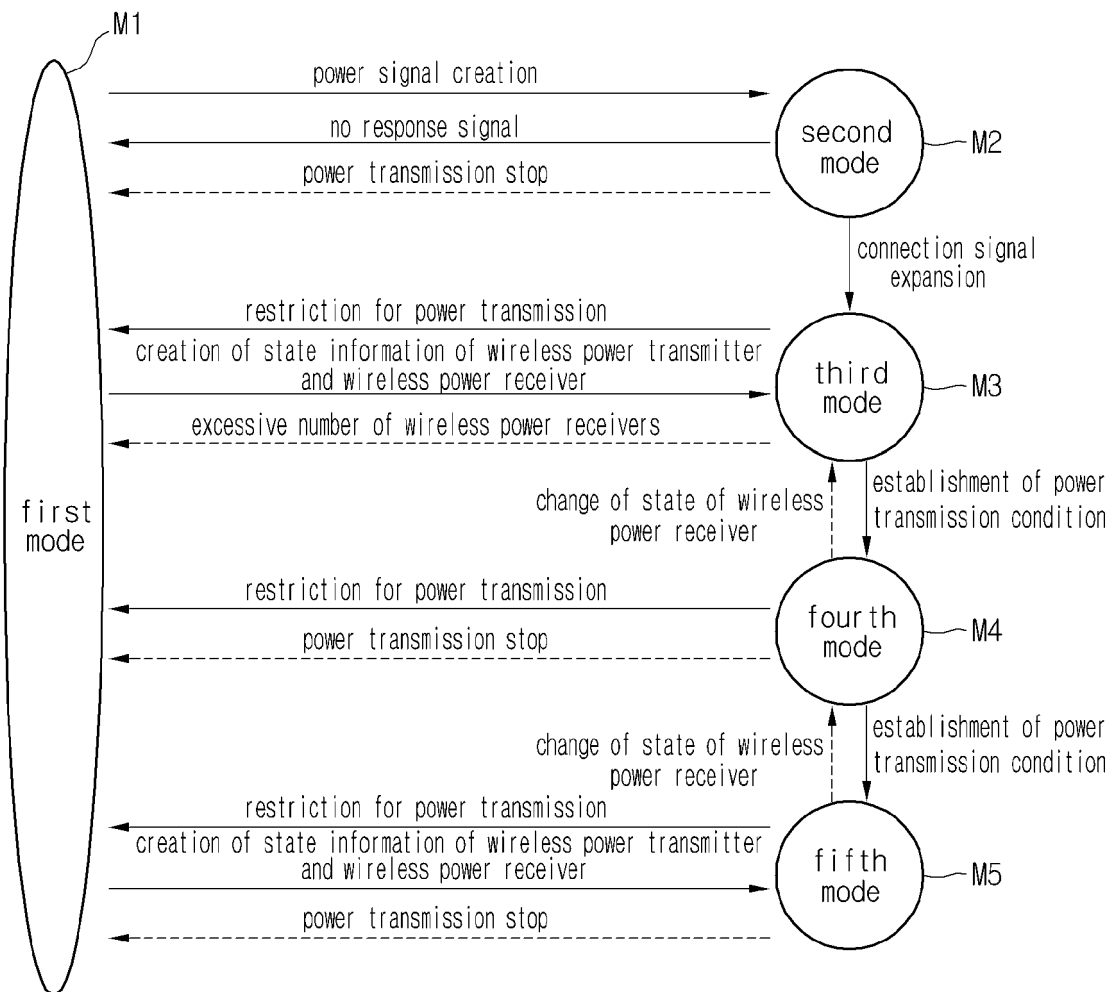 M1
power signal creation
no response signal
power transmission stop
second
mode
M2
connection signal
expansion
restriction for power transmission
creation of state information of wireless power transmitter
and wireless power receiver
excessive number of wireless power receivers
third
mode
M3
first
mode
change of state of wireless
power receiver
establishment of power
transmission condition
restriction for power transmission
power transmission stop
fourth
mode
M4
change of state of wireless
power receiver
establishment of power
transmission condition
restriction for power transmission
creation of state information of wireless power transmitter
and wireless power receiver
power transmission stop
fifth
mode
M5